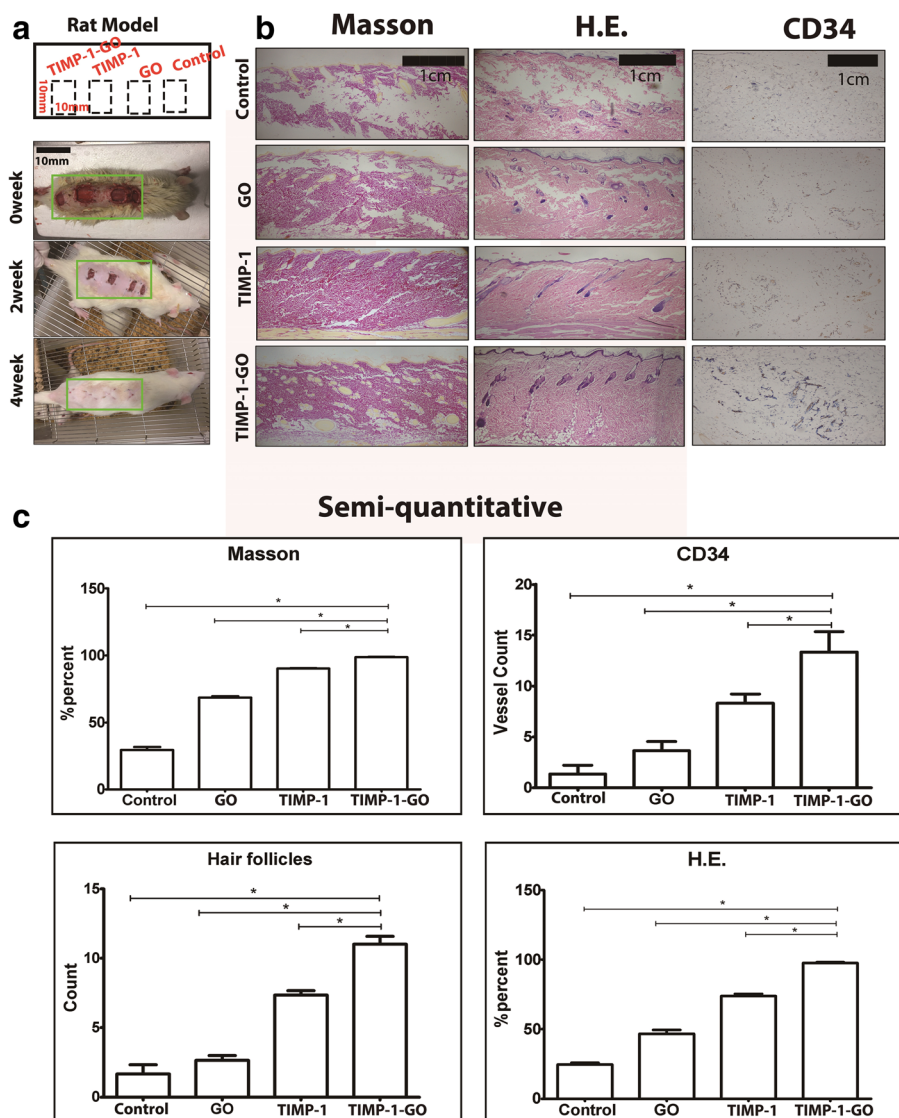 a
Rat Model
TIMP-1-GO
TIMP-1
GO
Control
10mm
10mm
10mm
0week
2week
4week
b
Masson
H.E.
CD34
1cm
1cm
1cm
Control
GO
TIMP-1
TIMP-1-GO
Semi-quantitative
c
Masson
%percent
150
100
50
0
*
*
*
Control GO TIMP-1 TIMP-1-GO
CD34
Vessel Count
20
15
10
5
0
*
*
*
Control GO TIMP-1 TIMP-1-GO
Hair follicles
Count
15
10
5
0
*
*
*
Control GO TIMP-1 TIMP-1-GO
H.E.
%percent
150
100
50
0
*
*
*
Control GO TIMP-1 TIMP-1-GO